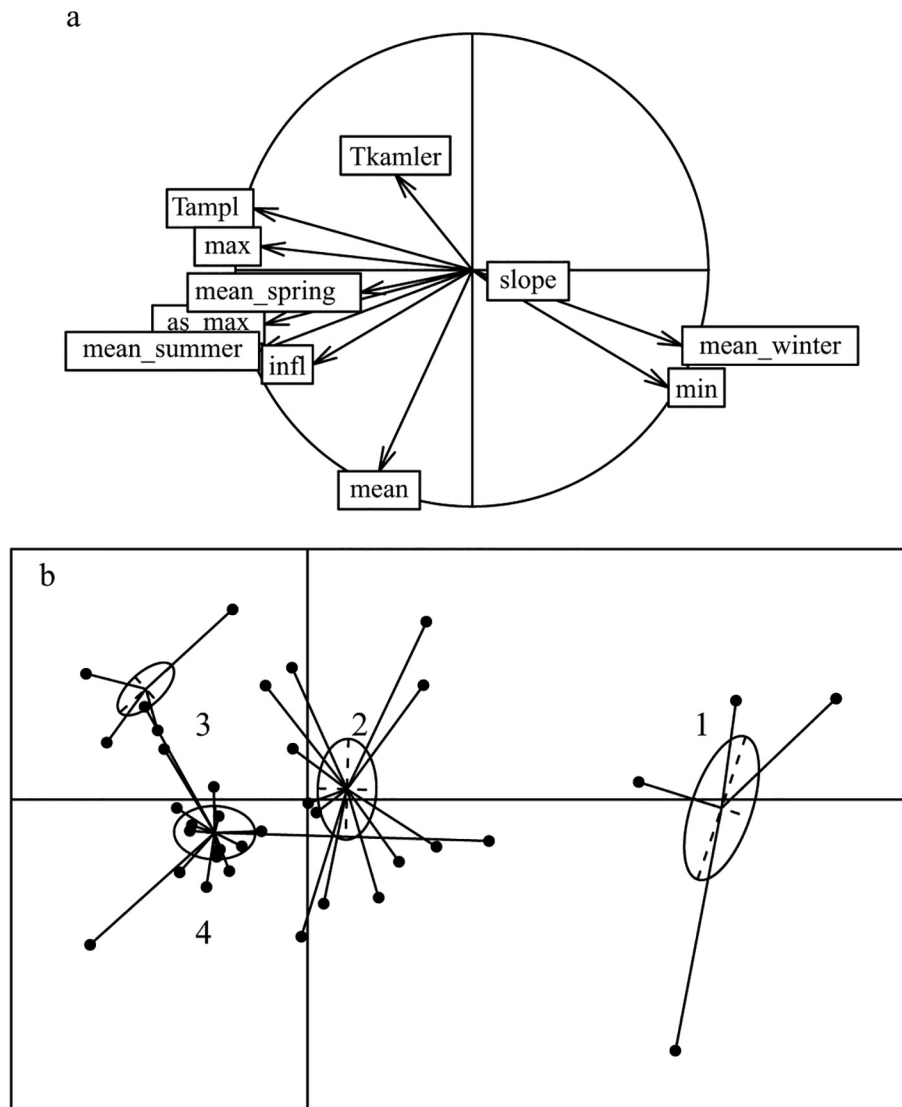 a
Tkamler
Tampl
max
slope
mean_spring
as_max
mean_summer
mean_winter
infl
min
mean
b
3
2
1
4